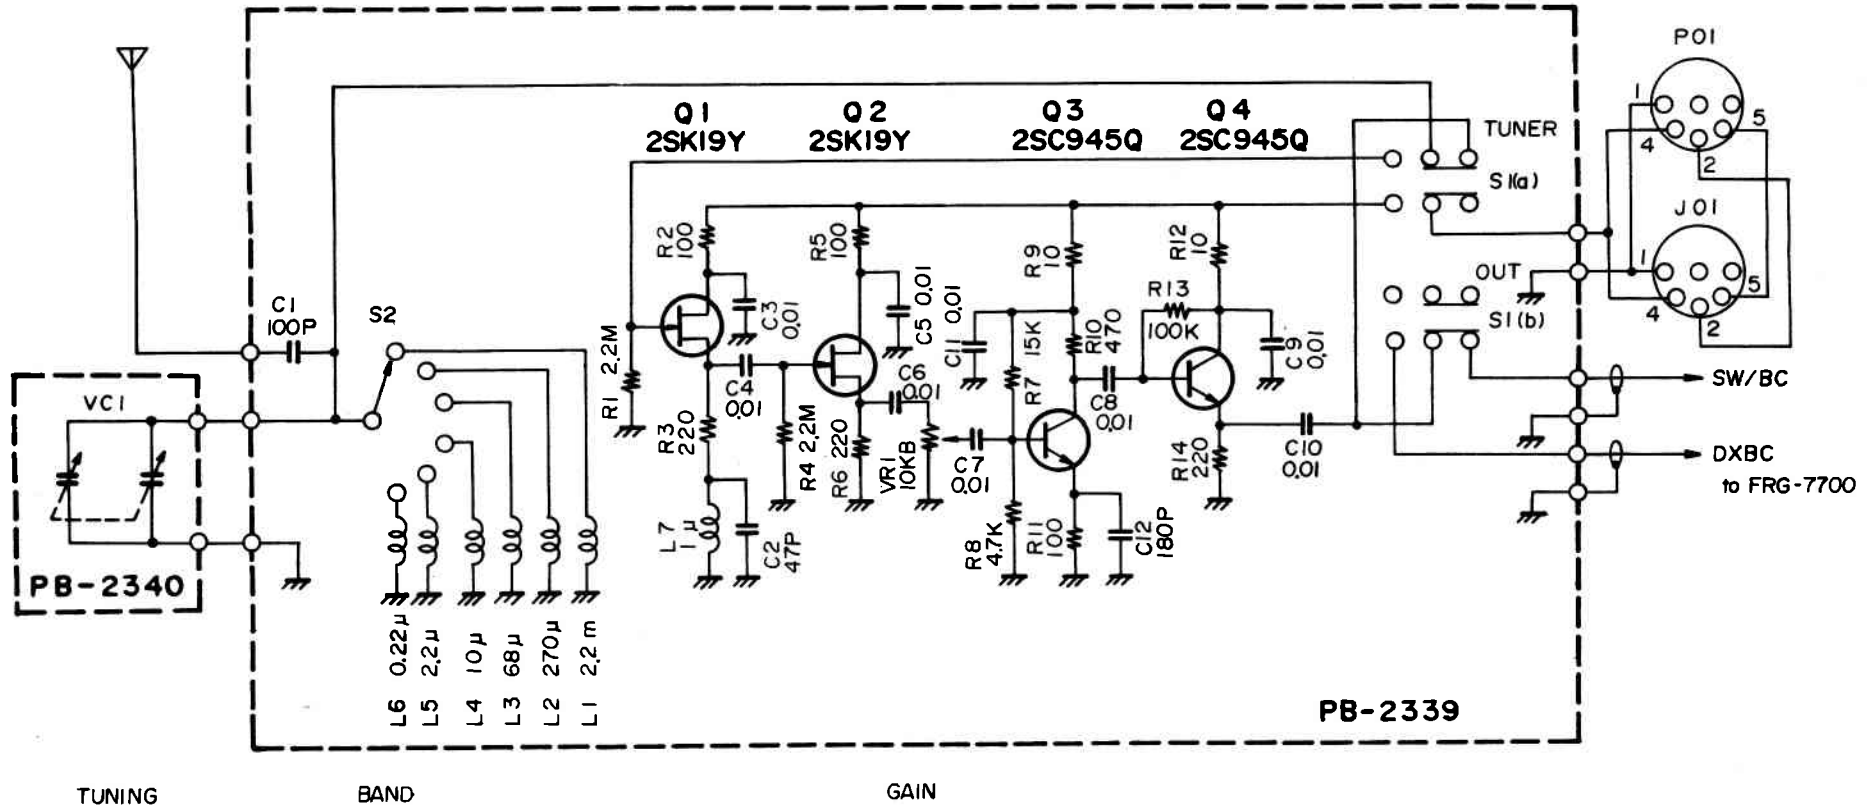 P01
1
5
4
2
J01
1
5
4
2
Q1
2SK19Y
Q2
2SK19Y
Q3
2SC945Q
Q4
2SC945Q
TUNER
S1(a)
OUT
S1(b)
SW/BC
DXBC
to FRG-7700
C1
100P
S2
VC1
PB-2340
R1 2.2M
R2
100
C3
0.01
R3
220
C4
0.01
L7
1μ
C2
47P
R4 2.2M
R5
100
C5 0.01
R6 220
C6
0.01
VR1
10KB
C7
0.01
C11 0.01
R7 15K
R8
4.7K
R9
10
R10
470
R11
100
C12
180P
C8
0.01
R12
10
R13
100K
C9
0.01
R14
220
C10
0.01
L6 0.22μ
L5 2.2μ
L4 10μ
L3 68μ
L2 270μ
L1 2.2m
PB-2339
TUNING
BAND
GAIN